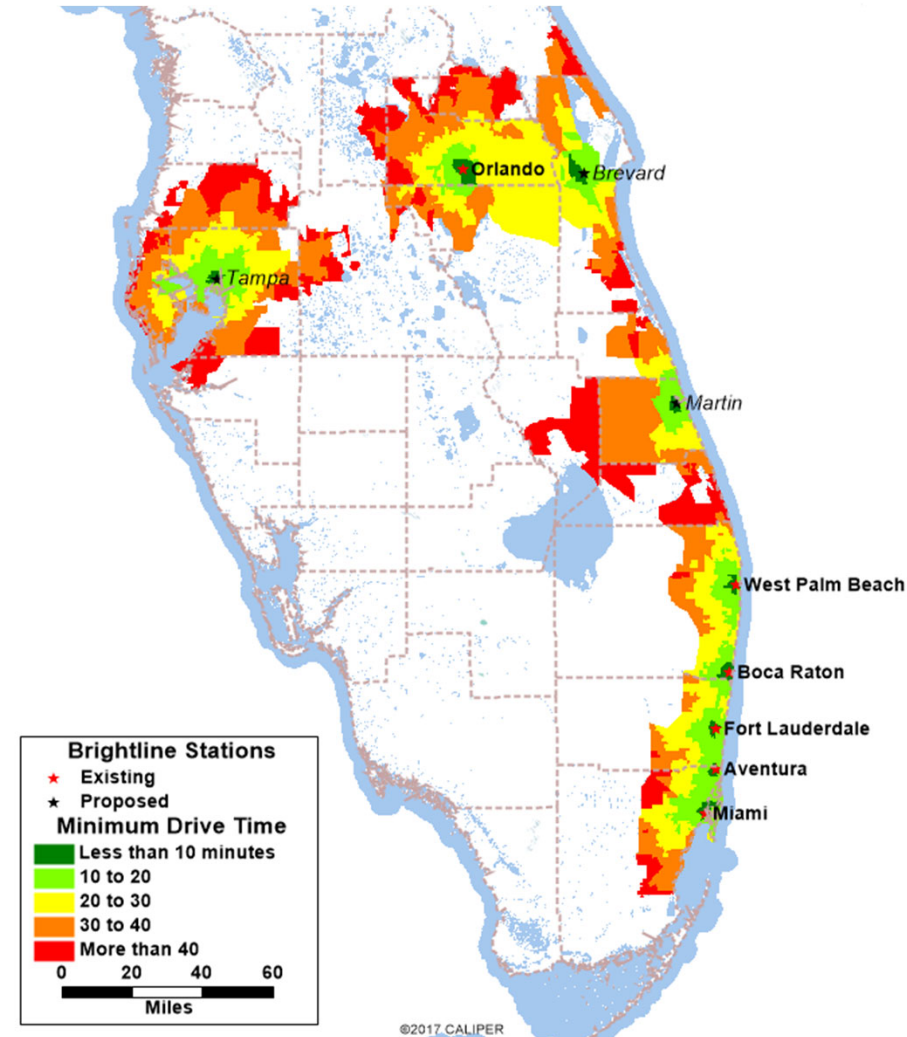 Orlando
Brevard
Tampa
Martin
West Palm Beach
Boca Raton
Fort Lauderdale
Aventura
Miami
Brightline Stations
Existing
Proposed
Minimum Drive Time
Less than 10 minutes
10 to 20
20 to 30
30 to 40
More than 40
0 20 40 60
Miles
©2017 CALIPER